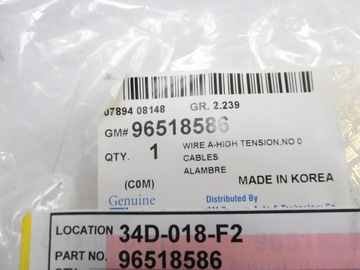 07894 08148 GR. 2.239
GM# 96518586
QTY. 1 WIRE A-HIGH TENSION,NO 0
CABLES
ALAMBRE
(COM) MADE IN KOREA
Genuine Distributed By
LOCATION 34D-018-F2
PART NO. 96518586